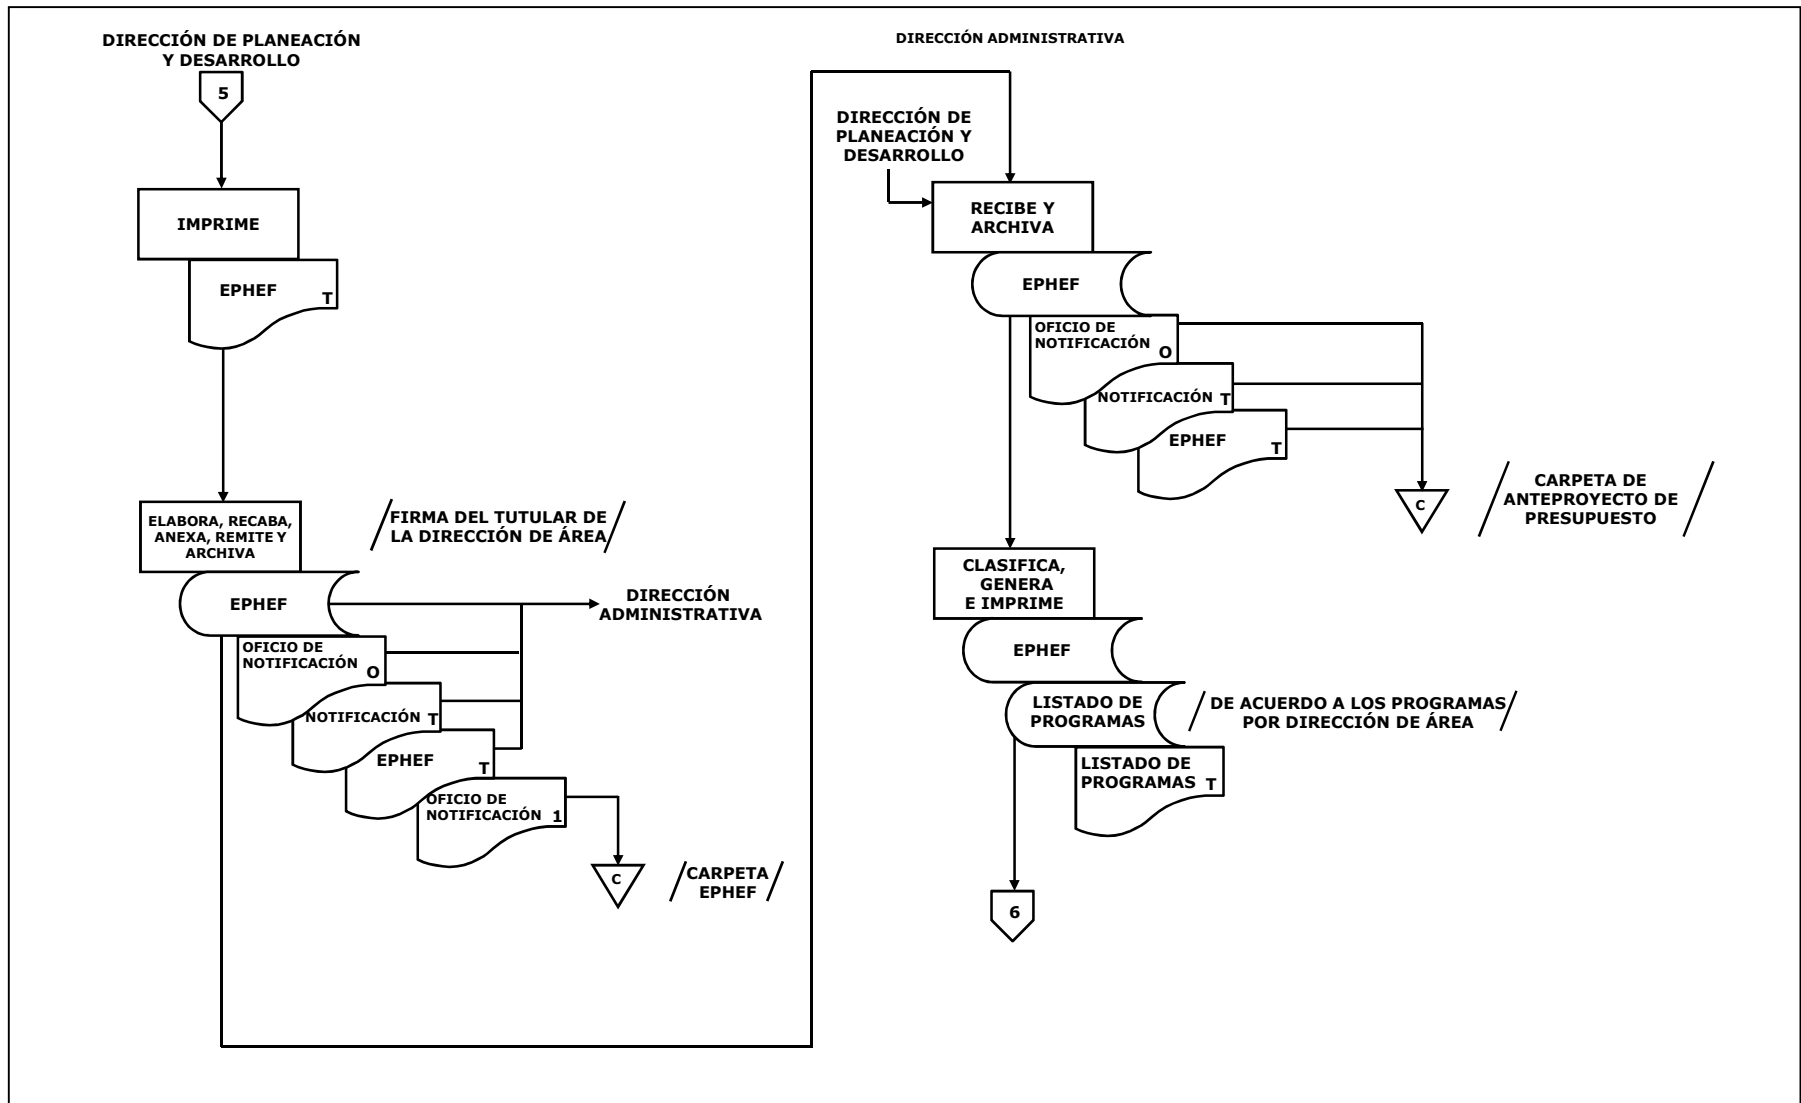 DIRECCIÓN DE PLANEACIÓN
Y DESARROLLO
5
IMPRIME
EPHEF
T
ELABORA, RECABA,
ANEXA, REMITE Y
ARCHIVA
/FIRMA DEL TUTULAR DE
LA DIRECCIÓN DE ÁREA/
EPHEF
DIRECCIÓN
ADMINISTRATIVA
OFICIO DE
NOTIFICACIÓN
O
NOTIFICACIÓN T
EPHEF
T
OFICIO DE
NOTIFICACIÓN 1
C
/CARPETA
EPHEF/
DIRECCIÓN ADMINISTRATIVA
DIRECCIÓN DE
PLANEACIÓN Y
DESARROLLO
RECIBE Y
ARCHIVA
EPHEF
OFICIO DE
NOTIFICACIÓN
O
NOTIFICACIÓN T
EPHEF
T
C
/CARPETA DE
ANTEPROYECTO DE
PRESUPUESTO/
CLASIFICA,
GENERA
E IMPRIME
EPHEF
LISTADO DE
PROGRAMAS
/DE ACUERDO A LOS PROGRAMAS
POR DIRECCIÓN DE ÁREA/
LISTADO DE
PROGRAMAS T
6